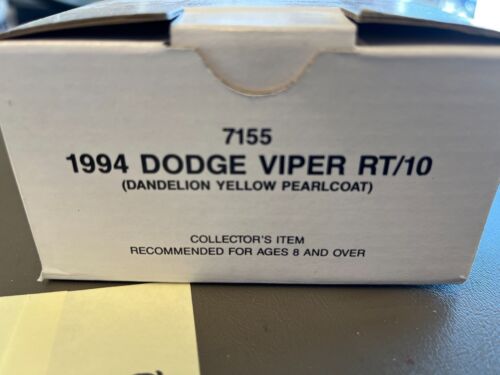 7155
1994 DODGE VIPER RT/10
(DANDELION YELLOW PEARLCOAT)
COLLECTOR'S ITEM
RECOMMENDED FOR AGES 8 AND OVER